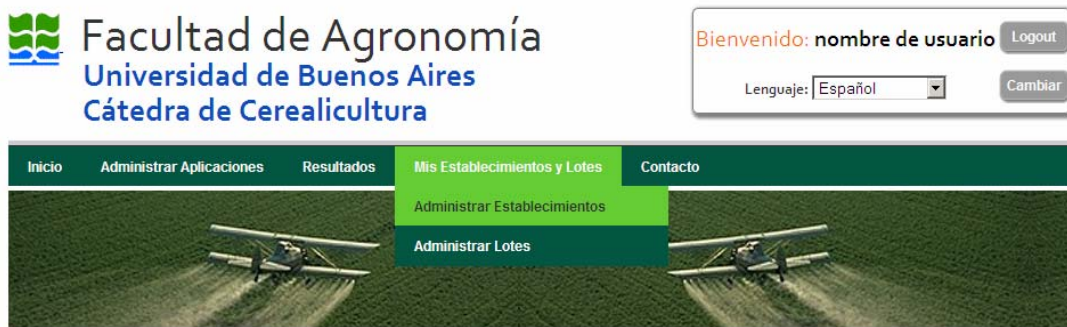 Facultad de Agronomía
Universidad de Buenos Aires
Cátedra de Cerealicultura
Bienvenido: nombre de usuario Logout
Lenguaje: Español Cambiar
Inicio Administrar Aplicaciones Resultados Mis Establecimientos y Lotes Contacto
Administrar Establecimientos
Administrar Lotes